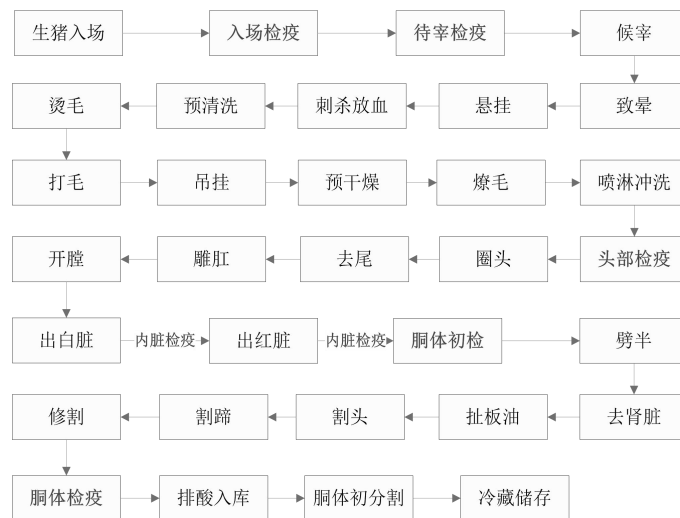 生猪入场 入场检疫 待宰检疫 候宰
烫毛 预清洗 刺杀放血 悬挂 致晕
打毛 吊挂 预干燥 燎毛 喷淋冲洗
开膛 雕肛 去尾 圈头 头部检疫
出白脏 内脏检疫 出红脏 内脏检疫 胴体初检 劈半
修割 割蹄 割头 扯板油 去肾脏
胴体检疫 排酸入库 胴体初分割 冷藏储存